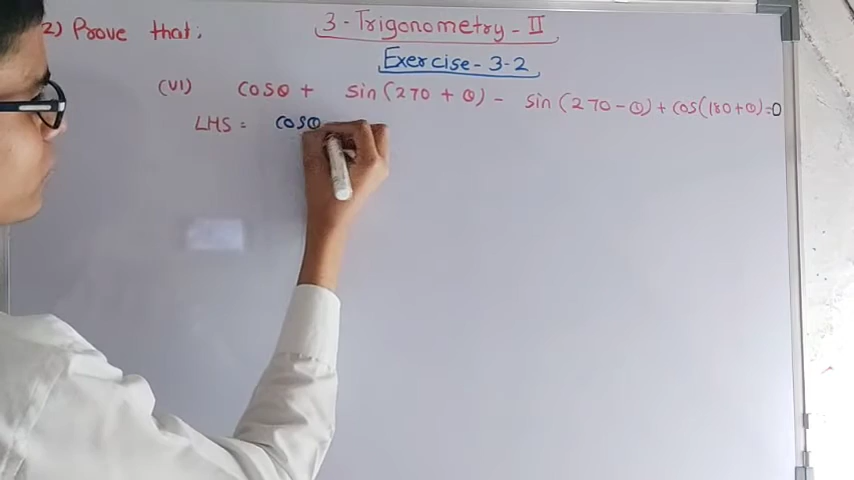 3-Trigonometry-II
2) Prove that:
Exercise-3-2
(VI) cosθ + sin(270 + θ) - sin(270-θ) + cos(180+θ)=0
LHS = cosθ